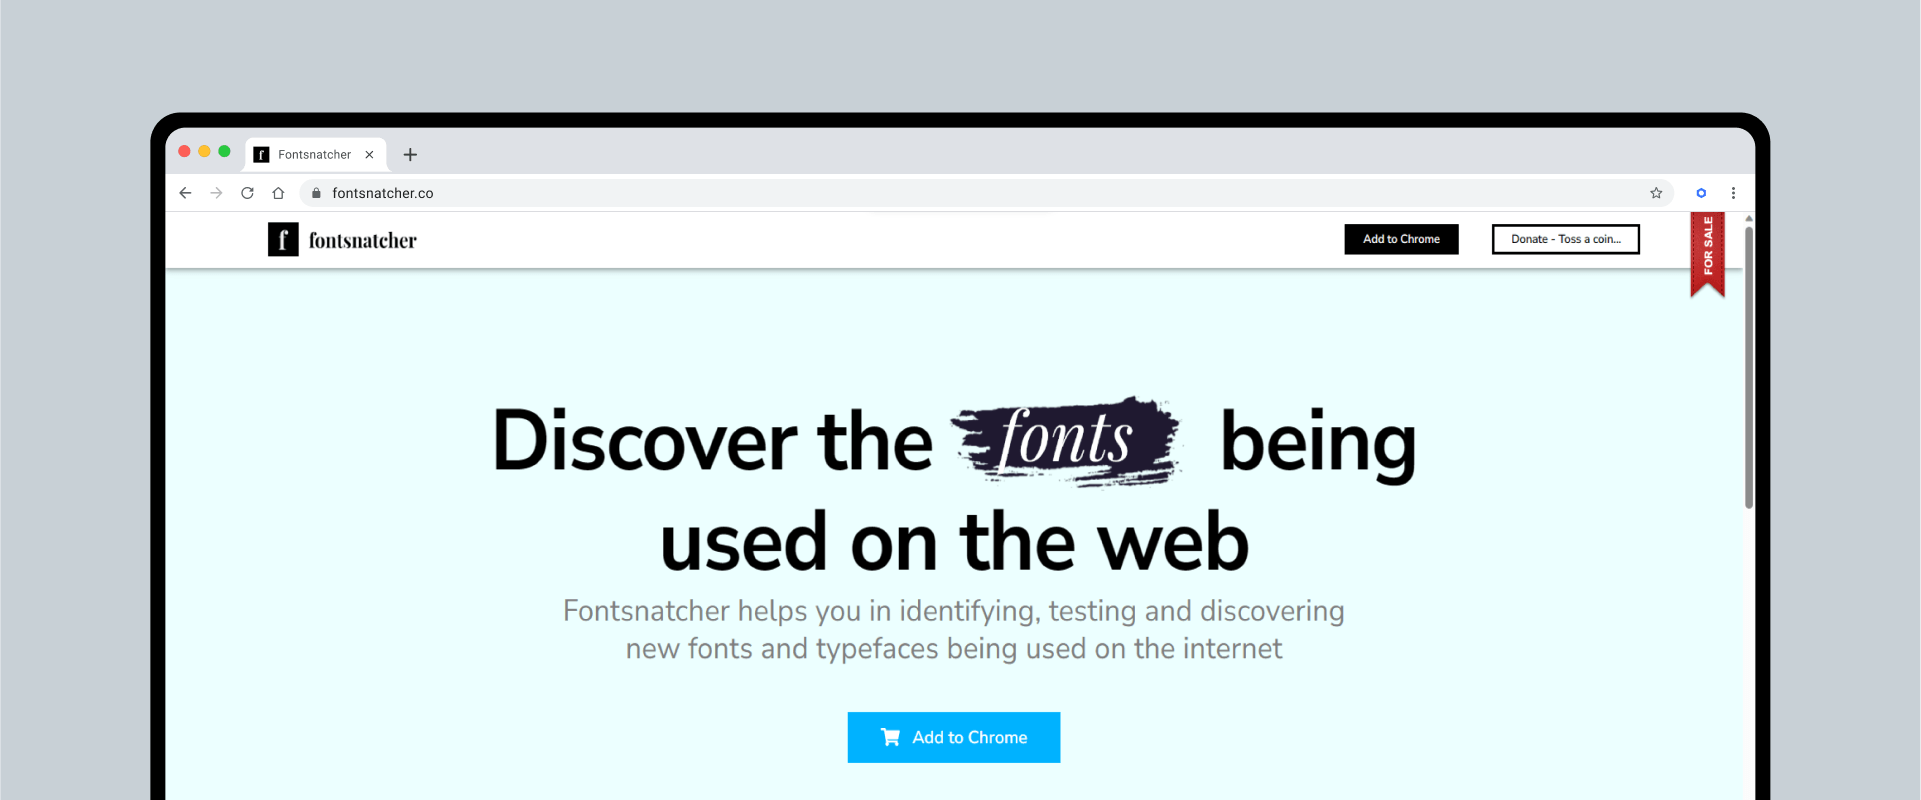 Fontsnatcher
fontsnatcher.co
f fontsnatcher
Add to Chrome
Donate - Toss a coin...
FOR SALE
Discover the fonts being
used on the web
Fontsnatcher helps you in identifying, testing and discovering
new fonts and typefaces being used on the internet
Add to Chrome